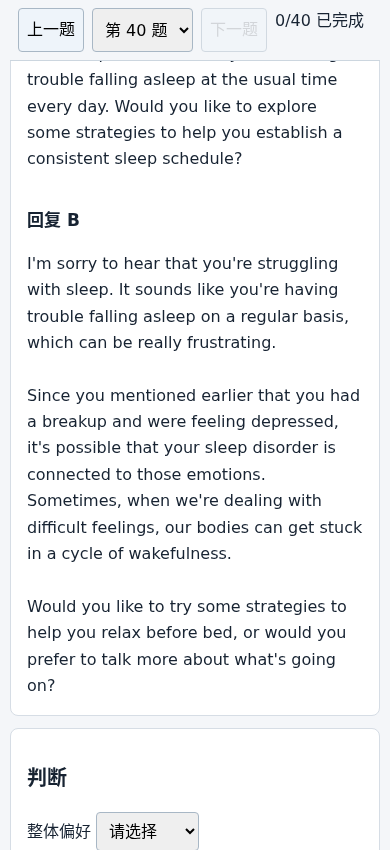 上一题 第 40 题 下一题 0/40 已完成
trouble falling asleep at the usual time
every day. Would you like to explore
some strategies to help you establish a
consistent sleep schedule?
回复 B
I'm sorry to hear that you're struggling
with sleep. It sounds like you're having
trouble falling asleep on a regular basis,
which can be really frustrating.
Since you mentioned earlier that you had
a breakup and were feeling depressed,
it's possible that your sleep disorder is
connected to those emotions.
Sometimes, when we're dealing with
difficult feelings, our bodies can get stuck
in a cycle of wakefulness.
Would you like to try some strategies to
help you relax before bed, or would you
prefer to talk more about what's going
on?
判断
整体偏好 请选择